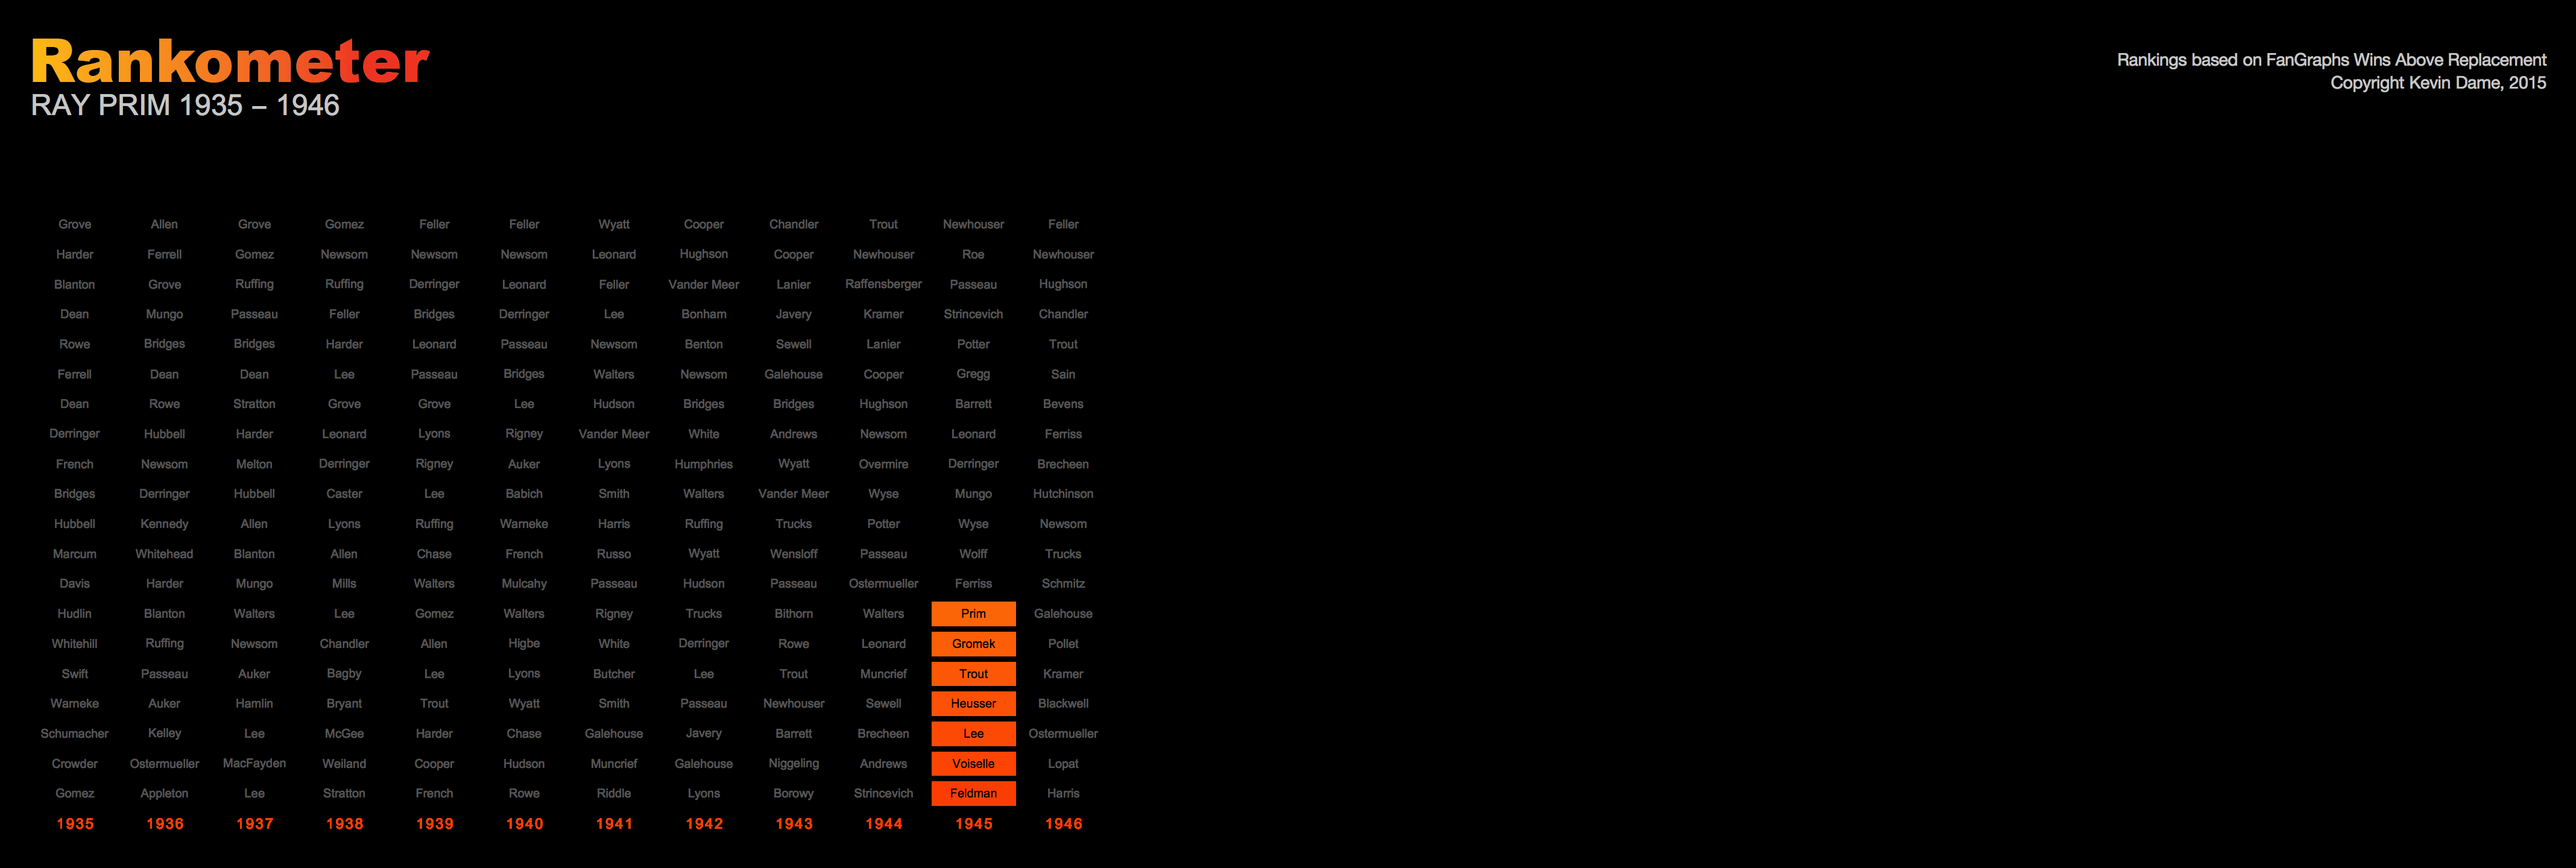 Rankometer
RAY PRIM 1935 – 1946
Rankings based on FanGraphs Wins Above Replacement
Copyright Kevin Dame, 2015
Grove Allen Grove Gomez Feller Feller Wyatt Cooper Chandler Trout Newhouser Feller
Harder Ferrell Gomez Newsom Newsom Newsom Leonard Hughson Cooper Newhouser Roe Newhouser
Blanton Grove Ruffing Ruffing Derringer Leonard Feller Vander Meer Lanier Raffensberger Passeau Hughson
Dean Mungo Passeau Feller Bridges Derringer Lee Bonham Javery Kramer Strincevich Chandler
Rowe Bridges Bridges Harder Leonard Passeau Newsom Benton Sewell Lanier Potter Trout
Ferrell Dean Dean Lee Passeau Bridges Walters Newsom Galehouse Cooper Gregg Sain
Dean Rowe Stratton Grove Grove Lee Hudson Bridges Bridges Hughson Barrett Bevens
Derringer Hubbell Harder Leonard Lyons Rigney Vander Meer White Andrews Newsom Leonard Ferriss
French Newsom Melton Derringer Rigney Auker Lyons Humphries Wyatt Overmire Derringer Brecheen
Bridges Derringer Hubbell Caster Lee Babich Smith Walters Vander Meer Wyse Mungo Hutchinson
Hubbell Kennedy Allen Lyons Ruffing Warneke Harris Ruffing Trucks Potter Wyse Newsom
Marcum Whitehead Blanton Allen Chase French Russo Wyatt Wensloff Passeau Wolff Trucks
Davis Harder Mungo Mills Walters Mulcahy Passeau Hudson Passeau Ostermueller Ferriss Schmitz
Hudlin Blanton Walters Lee Gomez Walters Rigney Trucks Bithorn Walters Prim Galehouse
Whitehill Ruffing Newsom Chandler Allen Higbe White Derringer Rowe Leonard Gromek Pollet
Swift Passeau Auker Bagby Lee Lyons Butcher Lee Trout Muncrief Trout Kramer
Warneke Auker Hamlin Bryant Trout Wyatt Smith Passeau Newhouser Sewell Heusser Blackwell
Schumacher Kelley Lee McGee Harder Chase Galehouse Javery Barrett Brecheen Lee Ostermueller
Crowder Ostermueller MacFayden Weiland Cooper Hudson Muncrief Galehouse Niggeling Andrews Voiselle Lopat
Gomez Appleton Lee Stratton French Rowe Riddle Lyons Borowy Strincevich Feldman Harris
1935 1936 1937 1938 1939 1940 1941 1942 1943 1944 1945 1946